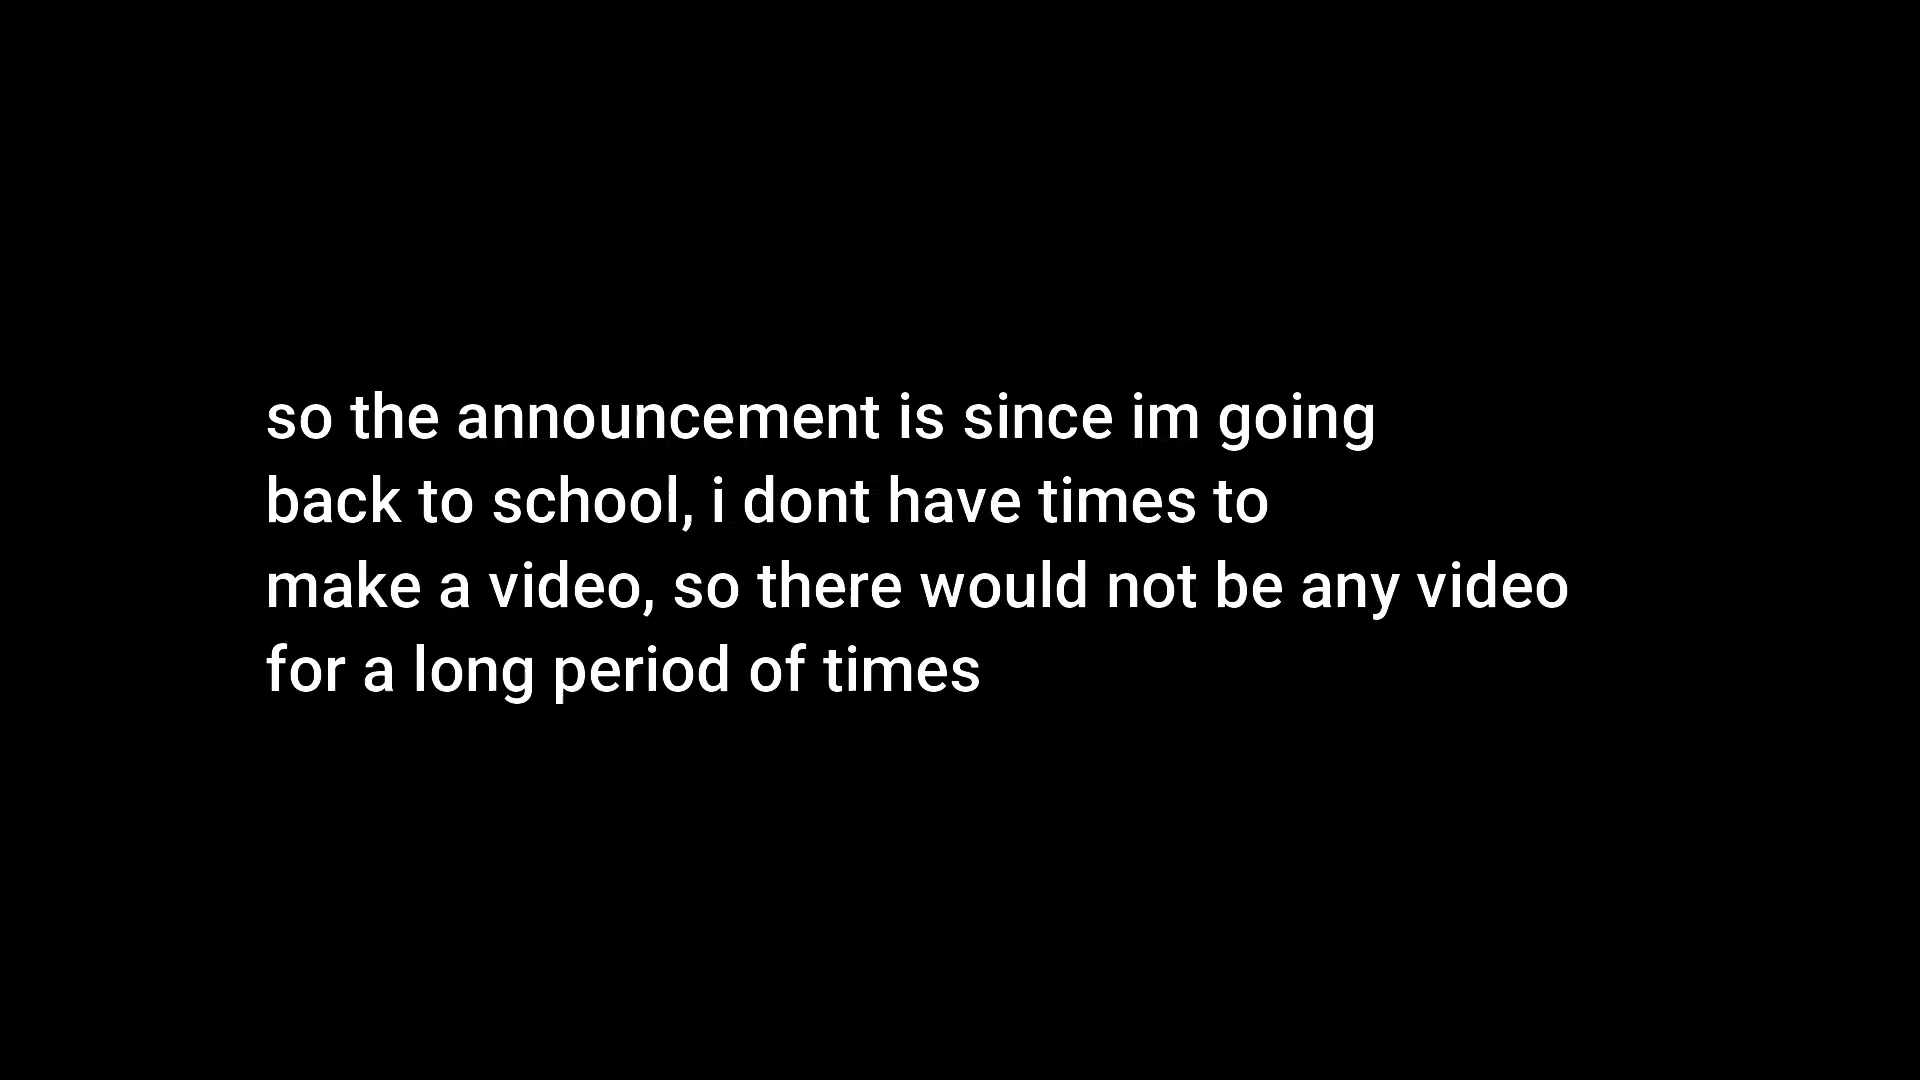 so the announcement is since im going
back to school, i dont have times to
make a video, so there would not be any video
for a long period of times